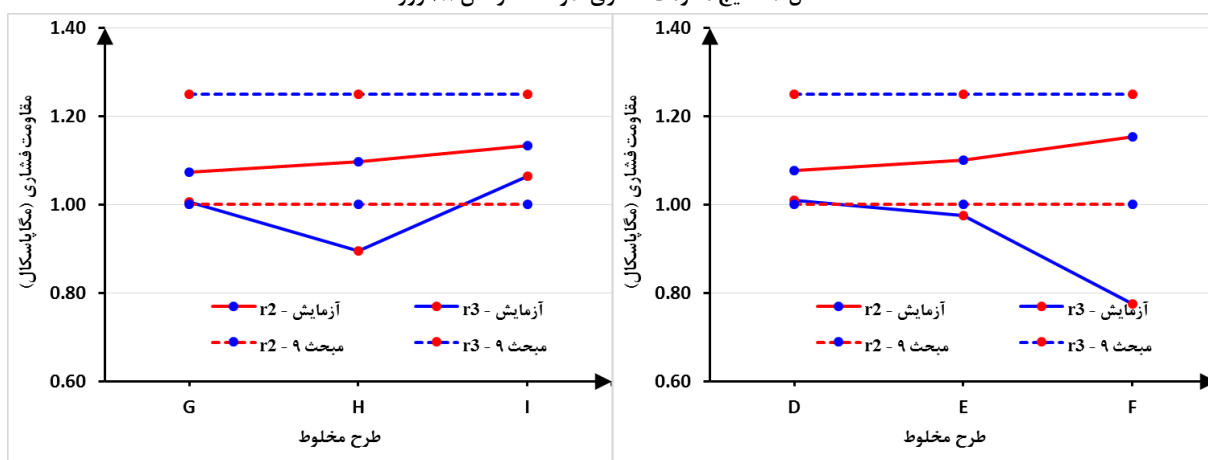 1.40
1.20
1.00
0.80
0.60
مقاومت فشاری (مگاپاسکال)
آزمایش - r2
آزمایش - r3
مبحث ۹ - r2
مبحث ۹ - r3
G H I
طرح مخلوط
1.40
1.20
1.00
0.80
0.60
مقاومت فشاری (مگاپاسکال)
آزمایش - r2
آزمایش - r3
مبحث ۹ - r2
مبحث ۹ - r3
D E F
طرح مخلوط